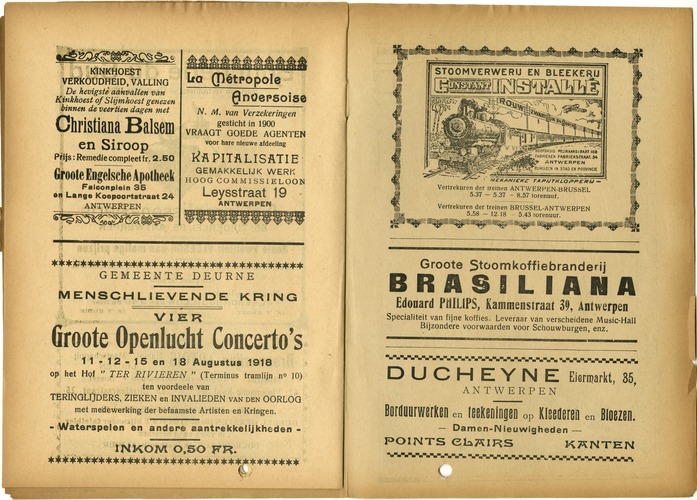 KINKHOEST
VERKOUDHEID, VALLING
De hevigste aanvallen van
Kinkhoest of Slijmhoest genezen
binnen de veertien dagen met
Christiana Balsem
en Siroop
Prijs: Remedie compleet fr. 2.50
Groote Engelsche Apotheek
Falconplein 35
en Lange Koepoortstraat 24
ANTWERPEN
La Métropole
Anversoise
N. M. van Verzekeringen
gesticht in 1900
VRAAGT GOEDE AGENTEN
voor hare nieuwe afdeeling
KAPITALISATIE
GEMAKKELIJK WERK
HOOG COMMISSIELOON
Leysstraat 19
ANTWERPEN
GEMEENTE DEURNE
MENSCHLIEVENDE KRING
VIER
Groote Openlucht Concerto's
11 - 12 - 15 en 18 Augustus 1918
op het Hof "TER RIVIEREN" (Terminus tramlijn nº 10)
ten voordeele van
TERINGLIJDERS, ZIEKEN en INVALIEDEN VAN DEN OORLOG
met medewerking der befaamste Artisten en Kringen.
- Waterspelen en andere aantrekkelijkheden -
INKOM 0,50 FR.
STOOMVERWERIJ EN BLEEKERIJ
CONSTANT INSTALLÉ
ROUW
ANTWERPEN
HUIZEN IN STAD EN PROVINCIE
MEKANIEKE TAPIJTKLOPPERIJ
Vertrekuren der treinen ANTWERPEN-BRUSSEL
5.37 — 5.37 — 8.57 torenuur.
Vertrekuren der treinen BRUSSEL-ANTWERPEN
5.58 — 12.18 — 5.43 torenuur.
Groote Stoomkoffiebranderij
BRASILIANA
Edouard PHILIPS, Kammenstraat 39, Antwerpen
Specialiteit van fijne koffies. Leveraar van verscheidene Music-Hall
Bijzondere voorwaarden voor Schouwburgen, enz.
DUCHEYNE Eiermarkt, 35,
ANTWERPEN
Borduurwerken en teekeningen op Kleederen en Bloezen.
— Damen-Nieuwigheden —
POINTS CLAIRS KANTEN